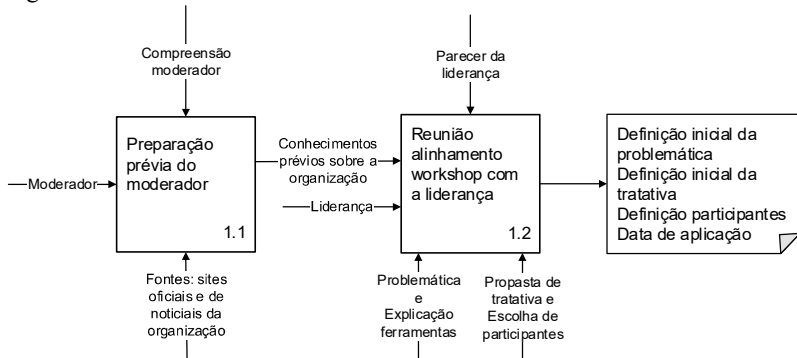 Compreensão
moderador
Parecer da
liderança
Preparação
prévia do
moderador
1.1
Moderador
Fontes: sites
oficiais e de
noticiais da
organização
Conhecimentos
prévios sobre a
organização
Liderança
Reunião
alinhamento
workshop com
a liderança
1.2
Problemática
e
Explicação
ferramentas
Proposta de
tratativa e
Escolha de
participantes
Definição inicial da
problemática
Definição inicial da
tratativa
Definição participantes
Data de aplicação